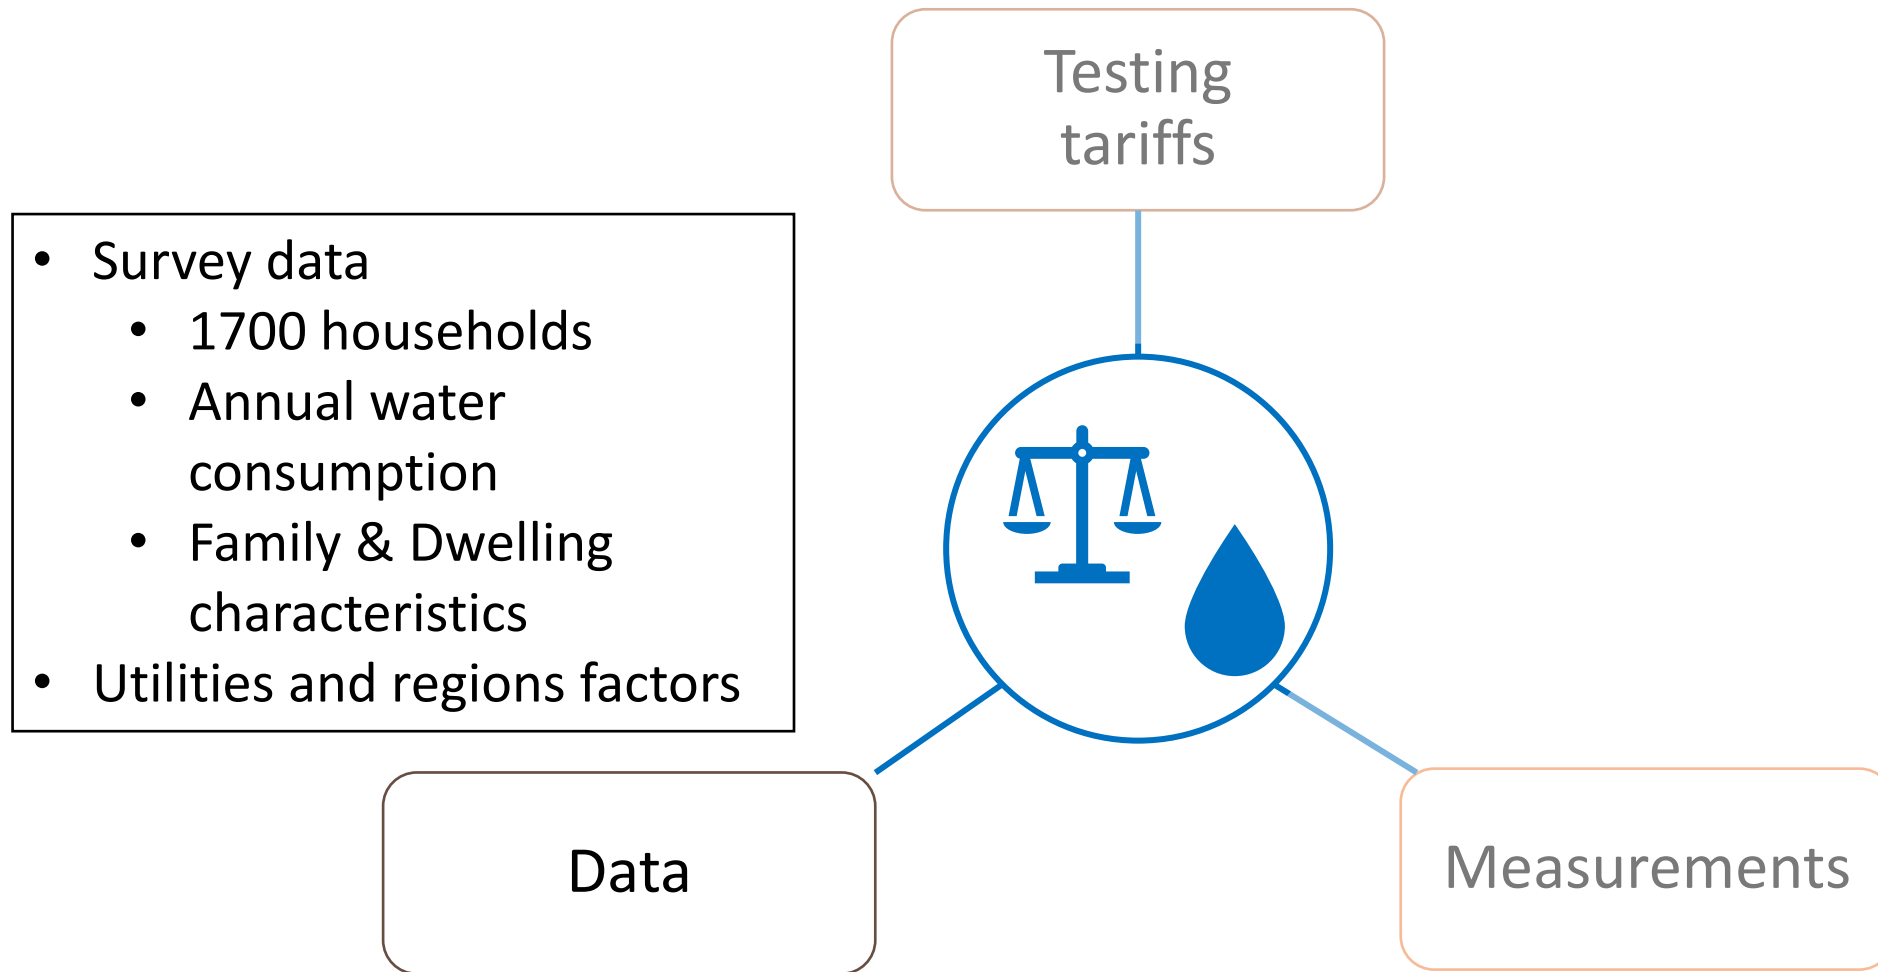 Testing
tariffs
• Survey data
• 1700 households
• Annual water
consumption
• Family & Dwelling
characteristics
• Utilities and regions factors
Data
Measurements